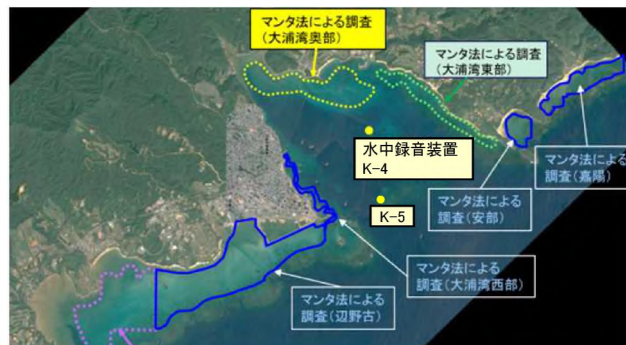 マンタ法による調査
(大浦湾奥部)
マンタ法による調査
(大浦湾東部)
水中録音装置
K-4
K-5
マンタ法による
調査(嘉陽)
マンタ法による
調査(安部)
マンタ法による
調査(大浦湾西部)
マンタ法による
調査(辺野古)